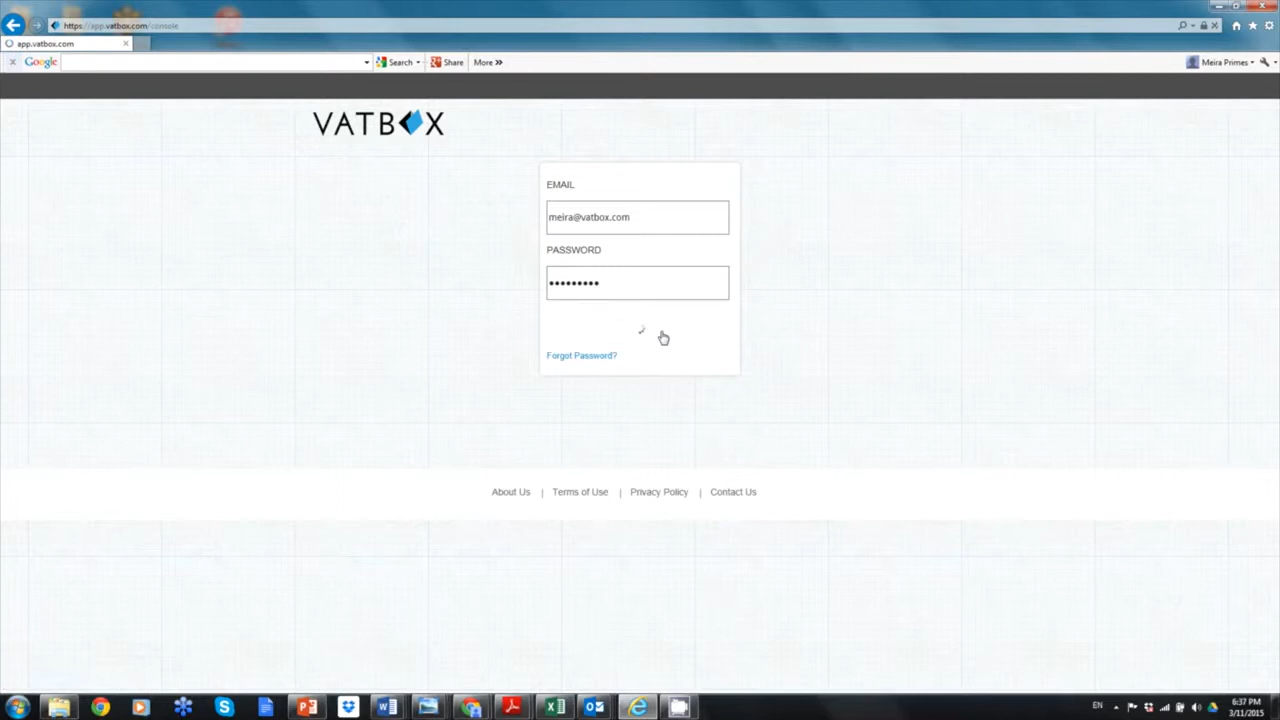 https://app.vatbox.com/console
app.vatbox.com
Google
Search
Share
More »
Meira Primes
VATBOX
EMAIL
meira@vatbox.com
PASSWORD
•••••••••
Forgot Password?
About Us | Terms of Use | Privacy Policy | Contact Us
EN
6:37 PM
3/11/2015